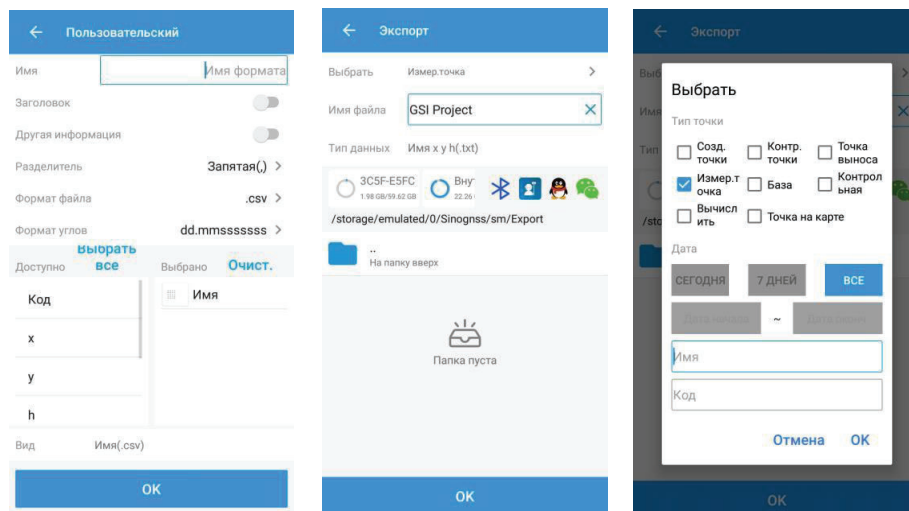 Пользовательский
Имя Имя формата
Заголовок
Другая информация
Разделитель Запятая(,) >
Формат файла .csv >
Формат углов dd.mmsssssss >
Доступно Выбрать все Выбрано Очист.
Код Имя
x
y
h
Вид Имя(.csv)
OK
Экспорт
Выбрать Измер.точка >
Имя файла GSI Project
Тип данных Имя x y h(.txt)
3C5F-E5FC
1.98 GB/59.62 GB
Вну
22.26
/storage/emulated/0/Sinognss/sm/Export
..
На папку вверх
Папка пуста
OK
Экспорт
Выбрать
Тип точки
Созд. точки
Контр. точки
Точка выноса
Измер.т очка
База
Контрол ьная
Вычисл ить
Точка на карте
Дата
СЕГОДНЯ 7 ДНЕЙ ВСЕ
~
Имя
Код
Отмена OK
OK